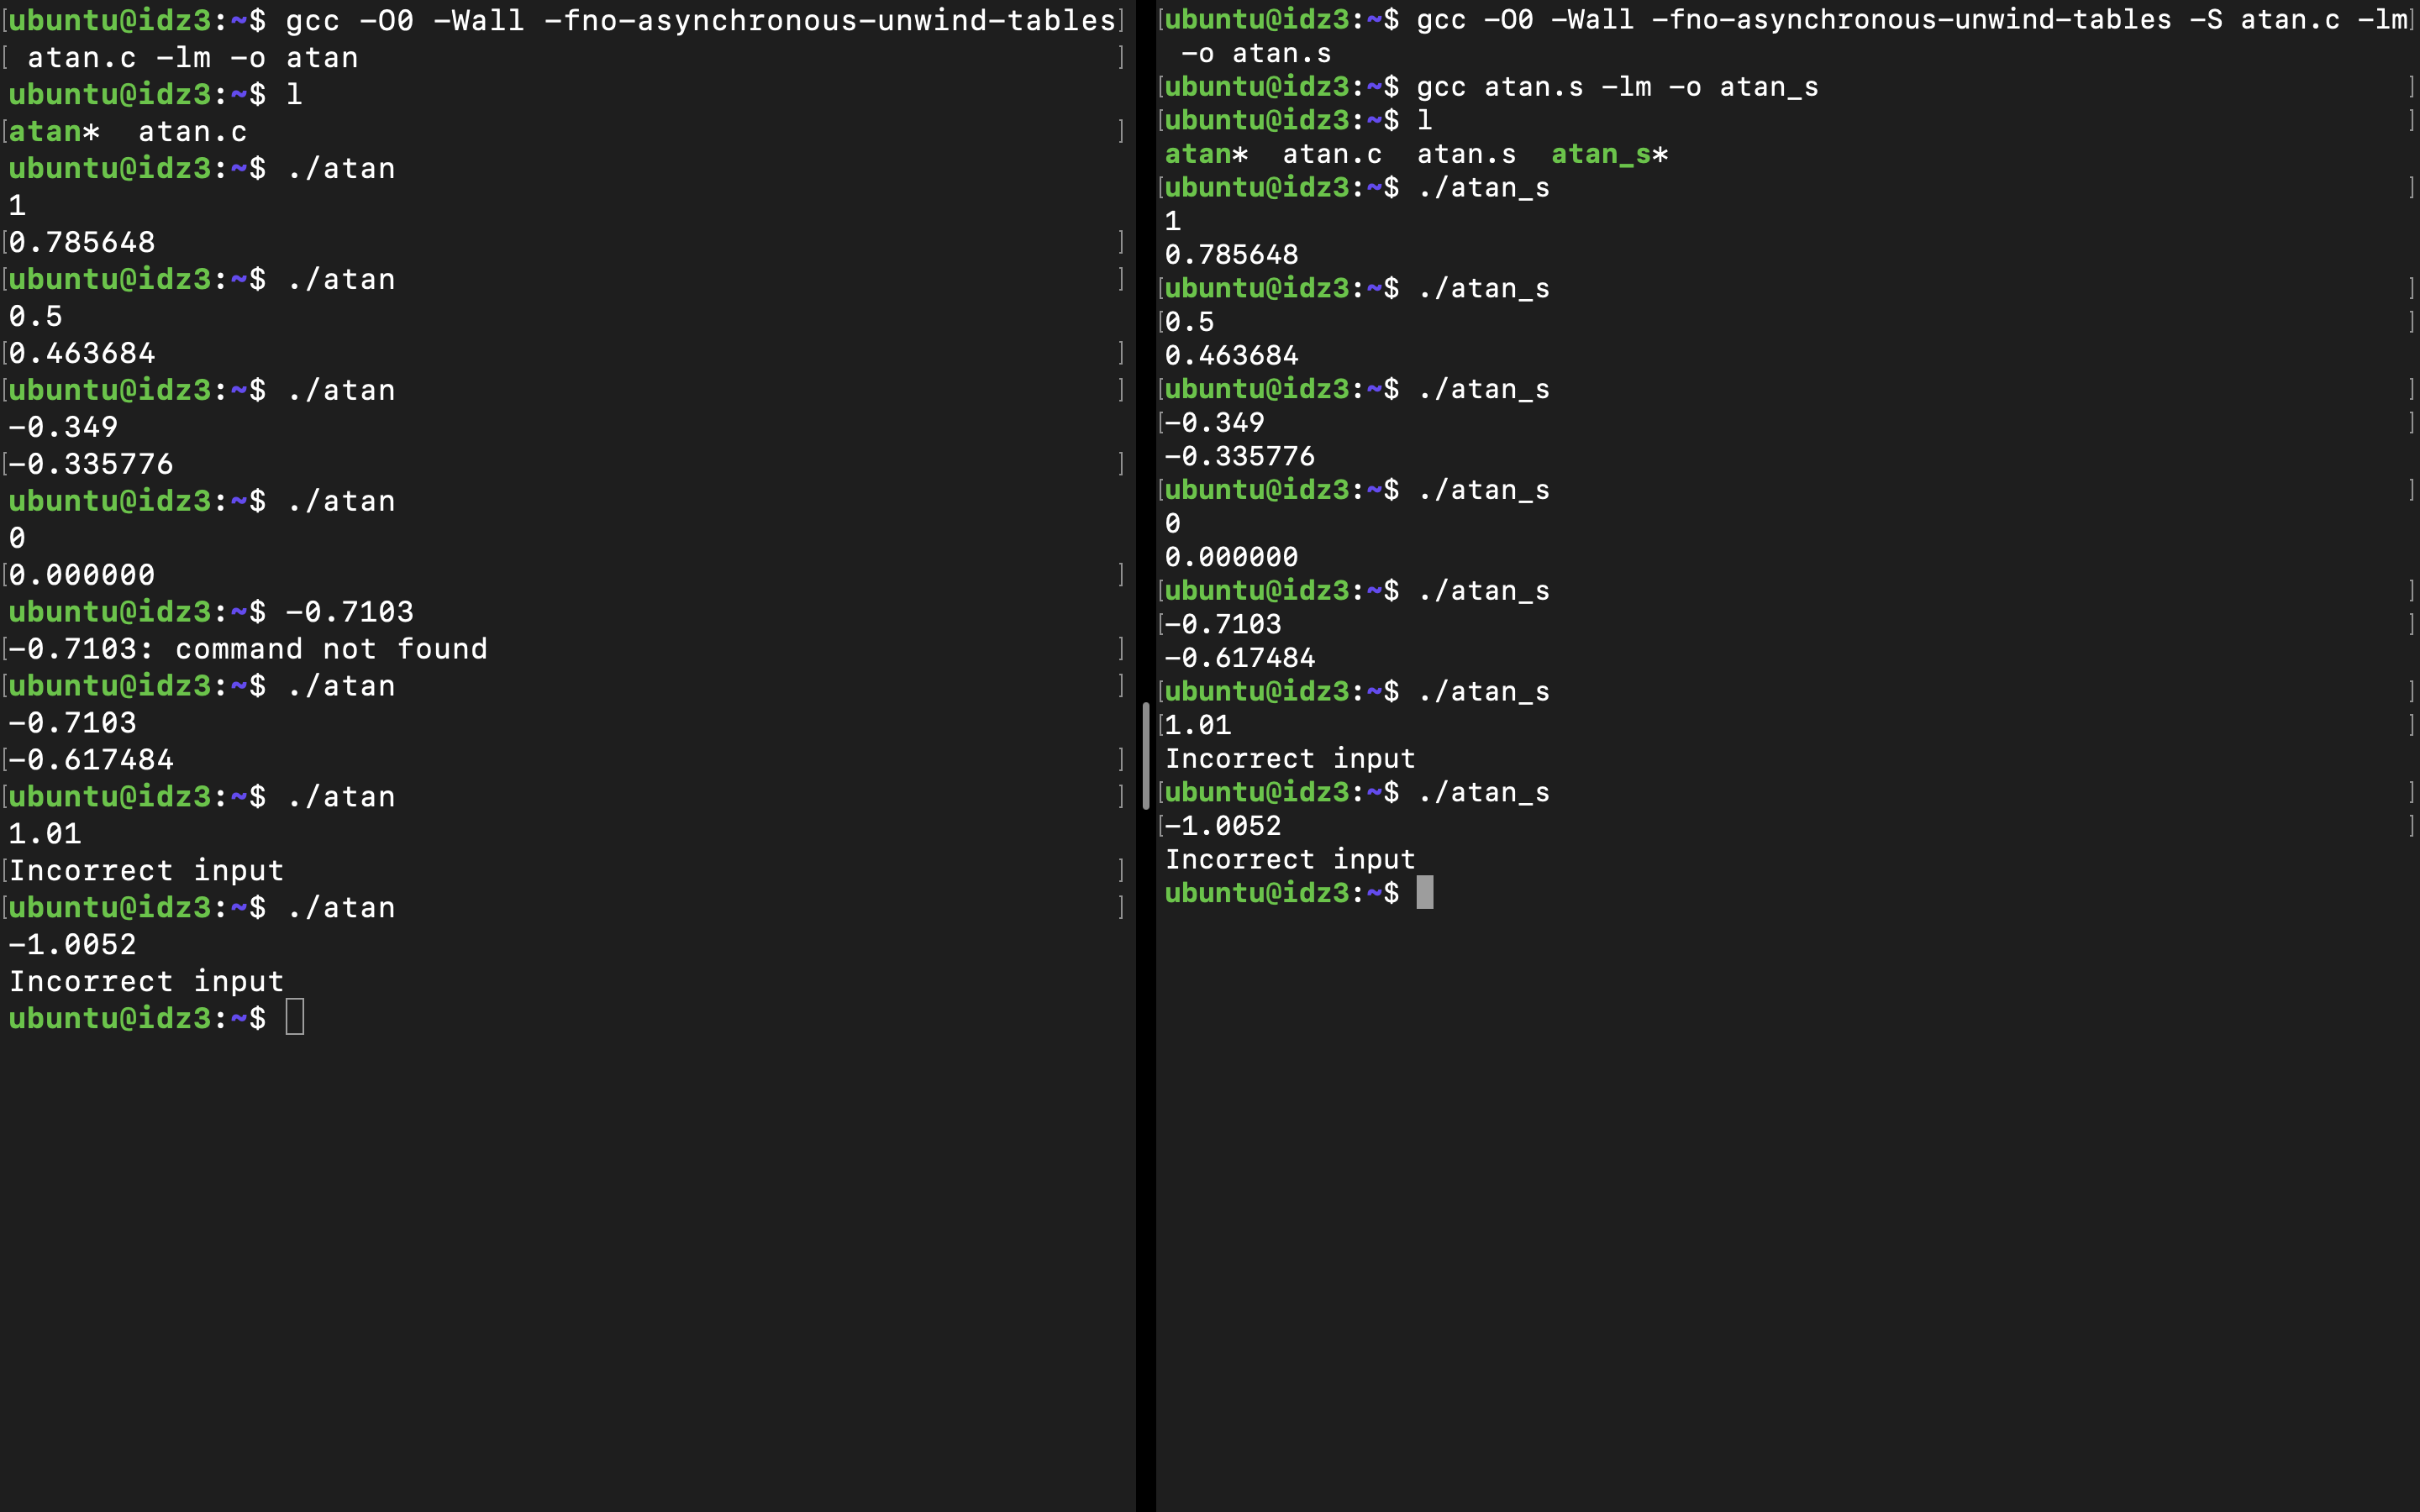 ubuntu@idz3:~$ gcc -O0 -Wall -fno-asynchronous-unwind-tables
atan.c -lm -o atan
ubuntu@idz3:~$ l
atan*  atan.c
ubuntu@idz3:~$ ./atan
1
0.785648
ubuntu@idz3:~$ ./atan
0.5
0.463684
ubuntu@idz3:~$ ./atan
-0.349
-0.335776
ubuntu@idz3:~$ ./atan
0
0.000000
ubuntu@idz3:~$ -0.7103
-0.7103: command not found
ubuntu@idz3:~$ ./atan
-0.7103
-0.617484
ubuntu@idz3:~$ ./atan
1.01
Incorrect input
ubuntu@idz3:~$ ./atan
-1.0052
Incorrect input
ubuntu@idz3:~$
ubuntu@idz3:~$ gcc -O0 -Wall -fno-asynchronous-unwind-tables -S atan.c -lm
-o atan.s
ubuntu@idz3:~$ gcc atan.s -lm -o atan_s
ubuntu@idz3:~$ l
atan*  atan.c  atan.s  atan_s*
ubuntu@idz3:~$ ./atan_s
1
0.785648
ubuntu@idz3:~$ ./atan_s
0.5
0.463684
ubuntu@idz3:~$ ./atan_s
-0.349
-0.335776
ubuntu@idz3:~$ ./atan_s
0
0.000000
ubuntu@idz3:~$ ./atan_s
-0.7103
-0.617484
ubuntu@idz3:~$ ./atan_s
1.01
Incorrect input
ubuntu@idz3:~$ ./atan_s
-1.0052
Incorrect input
ubuntu@idz3:~$